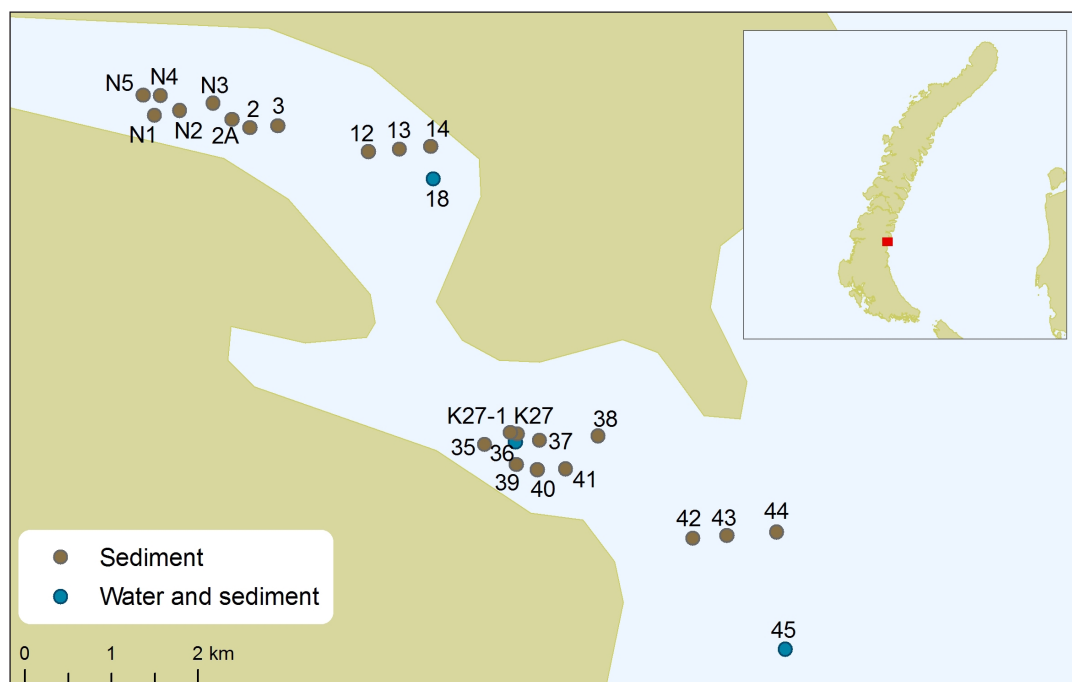 N5 N4 N3
N1 N2 2A 2 3
12 13 14
18
K27-1 K27 38
35 36 37
39 40 41
42 43 44
45
Sediment
Water and sediment
0 1 2 km